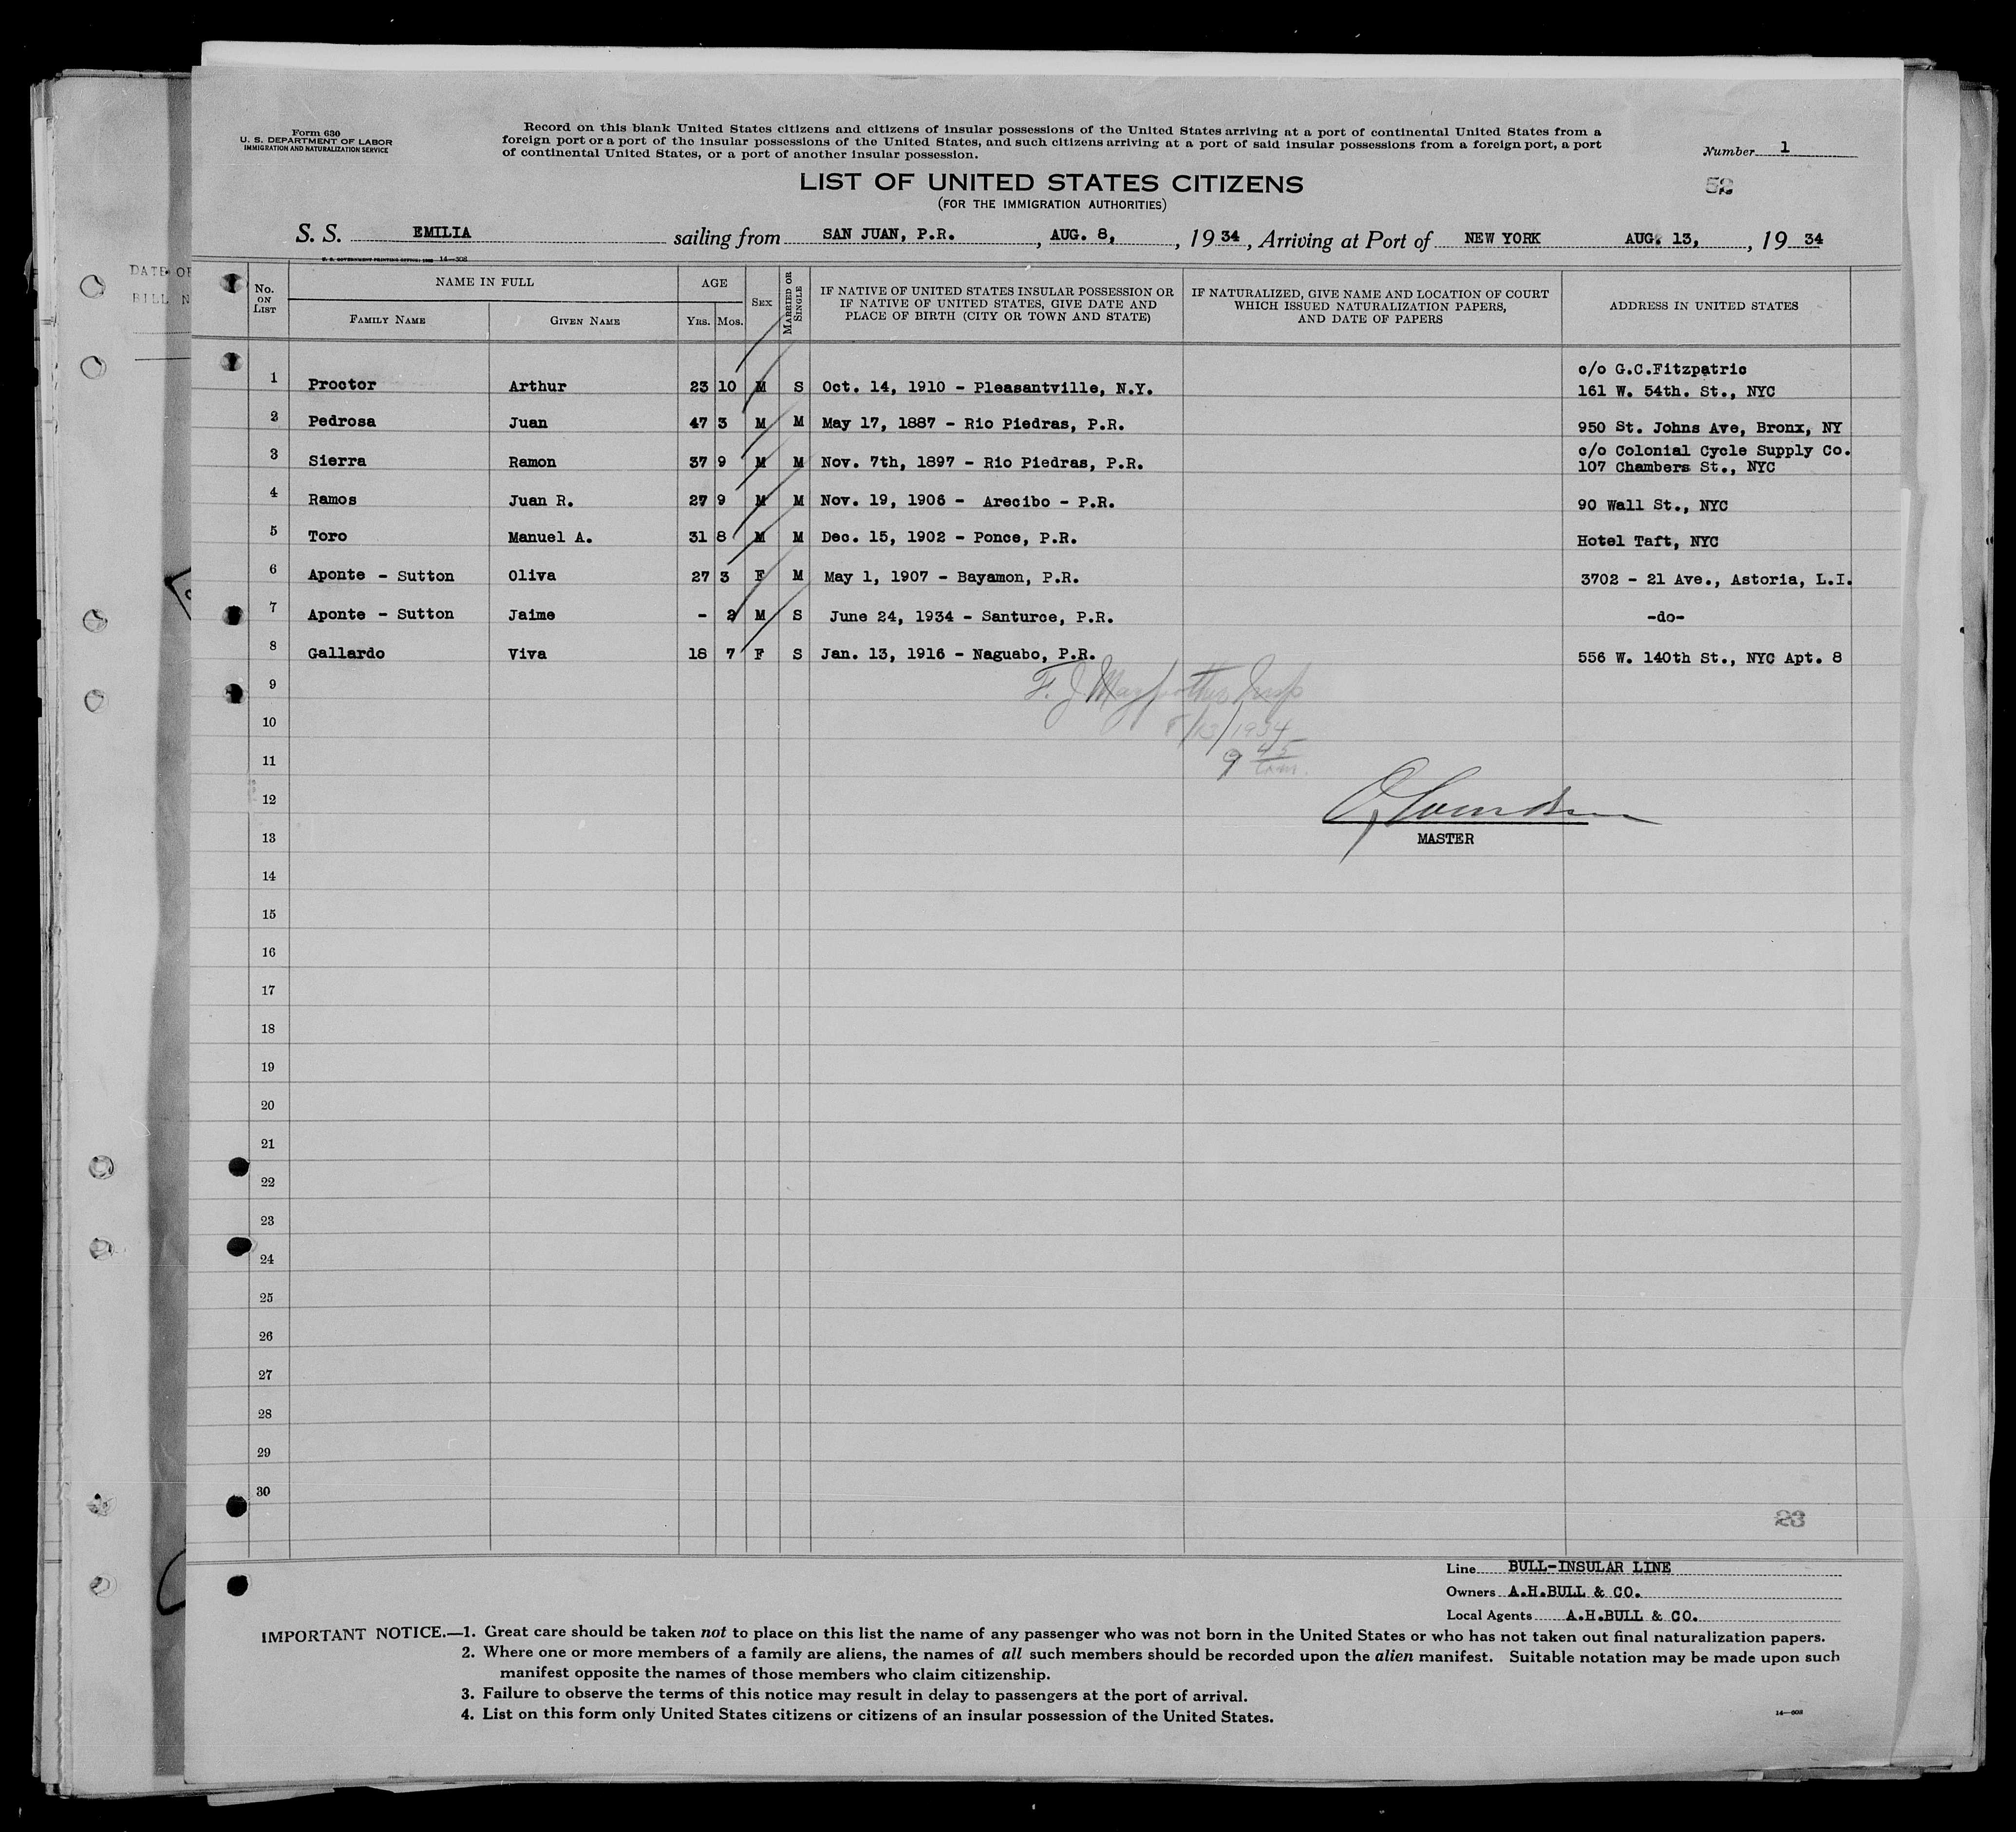 Form 630
U. S. DEPARTMENT OF LABOR
IMMIGRATION AND NATURALIZATION SERVICE
Record on this blank United States citizens and citizens of insular possessions of the United States arriving at a port of continental United States from a
foreign port or a port of the insular possessions of the United States, and such citizens arriving at a port of said insular possessions from a foreign port, a port
of continental United States, or a port of another insular possession.
Number 1
52
LIST OF UNITED STATES CITIZENS
(FOR THE IMMIGRATION AUTHORITIES)
S. S. EMILIA sailing from SAN JUAN, P.R., AUG. 8, , 1934, Arriving at Port of NEW YORK AUG. 13, , 1934
14—308
DATE OF
BILL N
No. ON LIST
NAME IN FULL
FAMILY NAME
GIVEN NAME
AGE
YRS.
MOS.
SEX
MARRIED OR SINGLE
IF NATIVE OF UNITED STATES INSULAR POSSESSION OR
IF NATIVE OF UNITED STATES, GIVE DATE AND
PLACE OF BIRTH (CITY OR TOWN AND STATE)
IF NATURALIZED, GIVE NAME AND LOCATION OF COURT
WHICH ISSUED NATURALIZATION PAPERS,
AND DATE OF PAPERS
ADDRESS IN UNITED STATES
c/o G.C.Fitzpatric
1 Proctor Arthur 23 10 M S Oct. 14, 1910 - Pleasantville, N.Y. 161 W. 54th. St., NYC
2 Pedrosa Juan 47 3 M M May 17, 1887 - Rio Piedras, P.R. 950 St. Johns Ave, Bronx, NY
c/o Colonial Cycle Supply Co.
3 Sierra Ramon 37 9 M M Nov. 7th, 1897 - Rio Piedras, P.R. 107 Chambers St., NYC
4 Ramos Juan R. 27 9 M M Nov. 19, 1906 - Arecibo - P.R. 90 Wall St., NYC
5 Toro Manuel A. 31 8 M M Dec. 15, 1902 - Ponce, P.R. Hotel Taft, NYC
6 Aponte - Sutton Oliva 27 3 F M May 1, 1907 - Bayamon, P.R. 3702 - 21 Ave., Astoria, L.I.
7 Aponte - Sutton Jaime - 2 M S June 24, 1934 - Santurce, P.R. -do-
8 Gallardo Viva 18 7 F S Jan. 13, 1916 - Naguabo, P.R. 556 W. 140th St., NYC Apt. 8
9
F. J.
10
8/13/1934
11
9 45
12
13
MASTER
14
15
16
17
18
19
20
21
22
23
24
25
26
27
28
29
30
23
Line BULL-INSULAR LINE
Owners A.H.BULL & CO.
Local Agents A.H.BULL & CO.
IMPORTANT NOTICE.—1. Great care should be taken not to place on this list the name of any passenger who was not born in the United States or who has not taken out final naturalization papers.
2. Where one or more members of a family are aliens, the names of all such members should be recorded upon the alien manifest. Suitable notation may be made upon such
manifest opposite the names of those members who claim citizenship.
3. Failure to observe the terms of this notice may result in delay to passengers at the port of arrival.
4. List on this form only United States citizens or citizens of an insular possession of the United States.